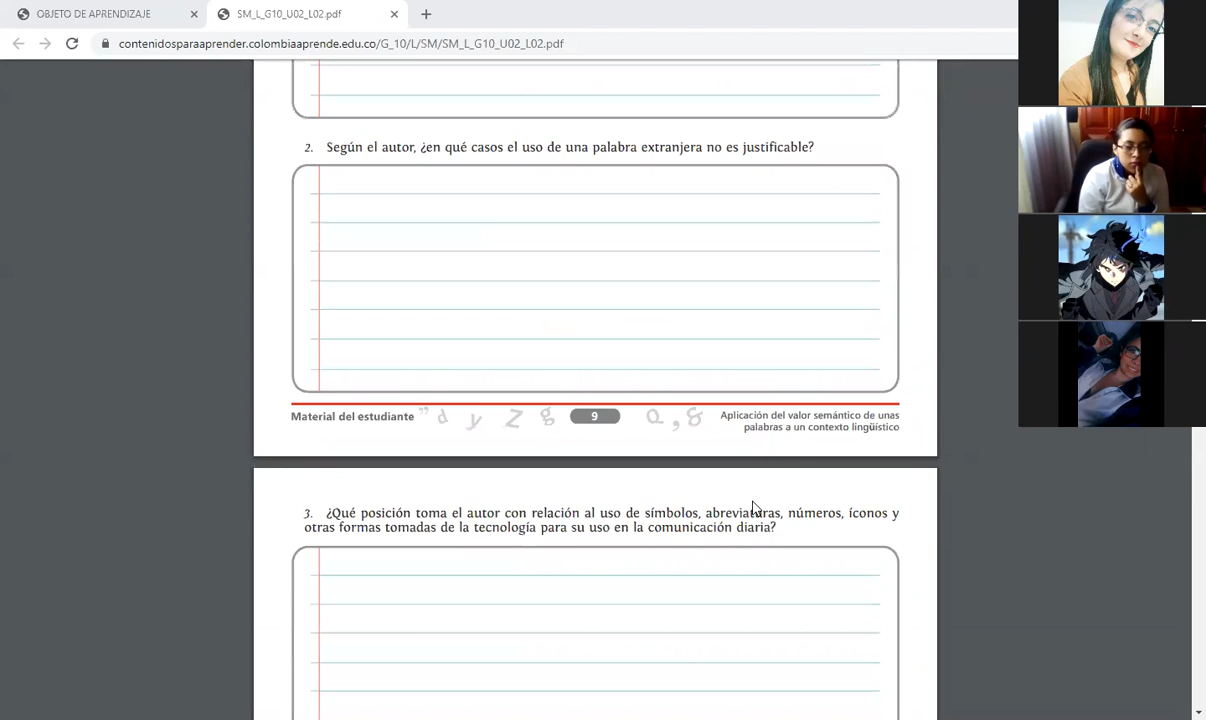 OBJETO DE APRENDIZAJE
SM_L_G10_U02_L02.pdf
contenidosparaaprender.colombiaaprende.edu.co/G_10/L/SM/SM_L_G10_U02_L02.pdf
2. Según el autor, ¿en qué casos el uso de una palabra extranjera no es justificable?
Material del estudiante
" d y Z g
9
a , &
Aplicación del valor semántico de unas
palabras a un contexto lingüístico
3. ¿Qué posición toma el autor con relación al uso de símbolos, abreviaturas, números, íconos y
otras formas tomadas de la tecnología para su uso en la comunicación diaria?